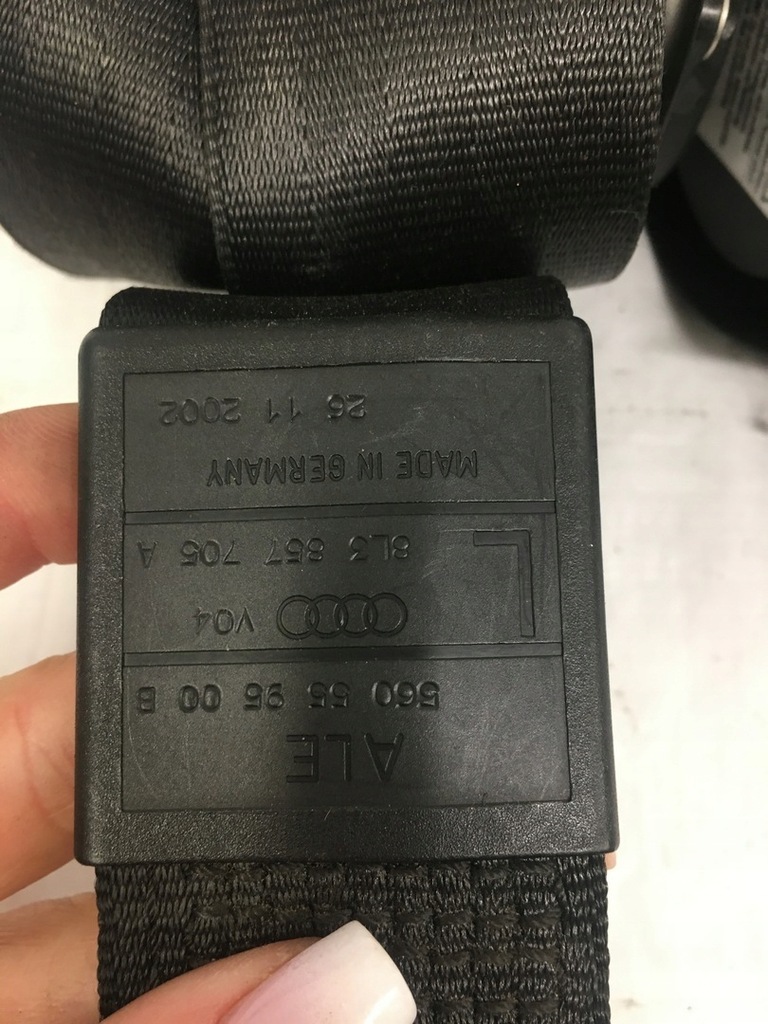 ALE
560 55 95 00 B
V04
L 8L3 857 705 A
MADE IN GERMANY
26 11 2002